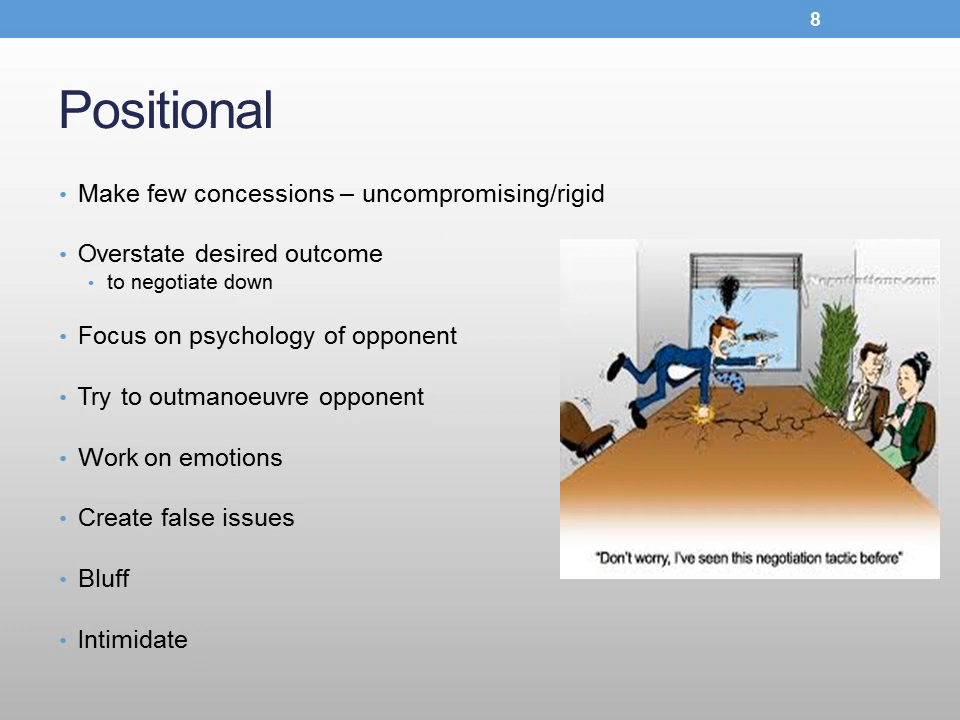 8
Positional
• Make few concessions – uncompromising/rigid
• Overstate desired outcome
• to negotiate down
• Focus on psychology of opponent
• Try to outmanoeuvre opponent
• Work on emotions
• Create false issues
• Bluff
• Intimidate
Negotiations.com
"Don't worry, I've seen this negotiation tactic before"